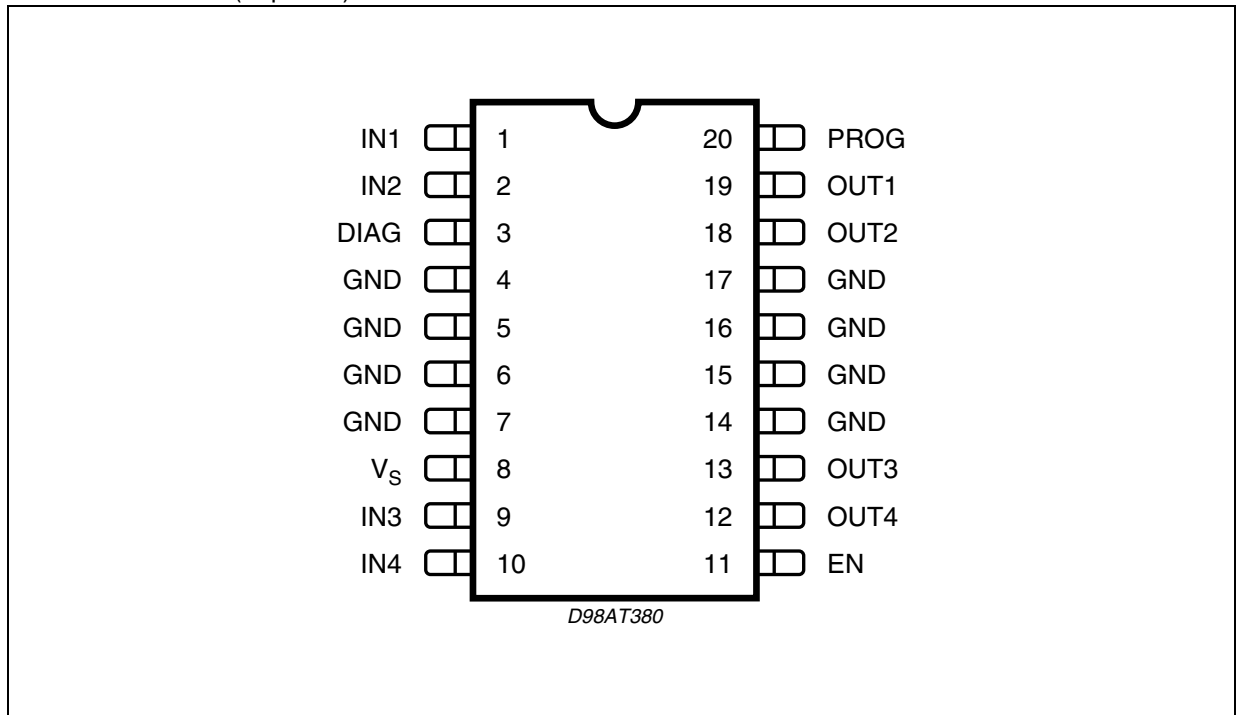 IN1 1 20 PROG
IN2 2 19 OUT1
DIAG 3 18 OUT2
GND 4 17 GND
GND 5 16 GND
GND 6 15 GND
GND 7 14 GND
VS 8 13 OUT3
IN3 9 12 OUT4
IN4 10 11 EN
D98AT380